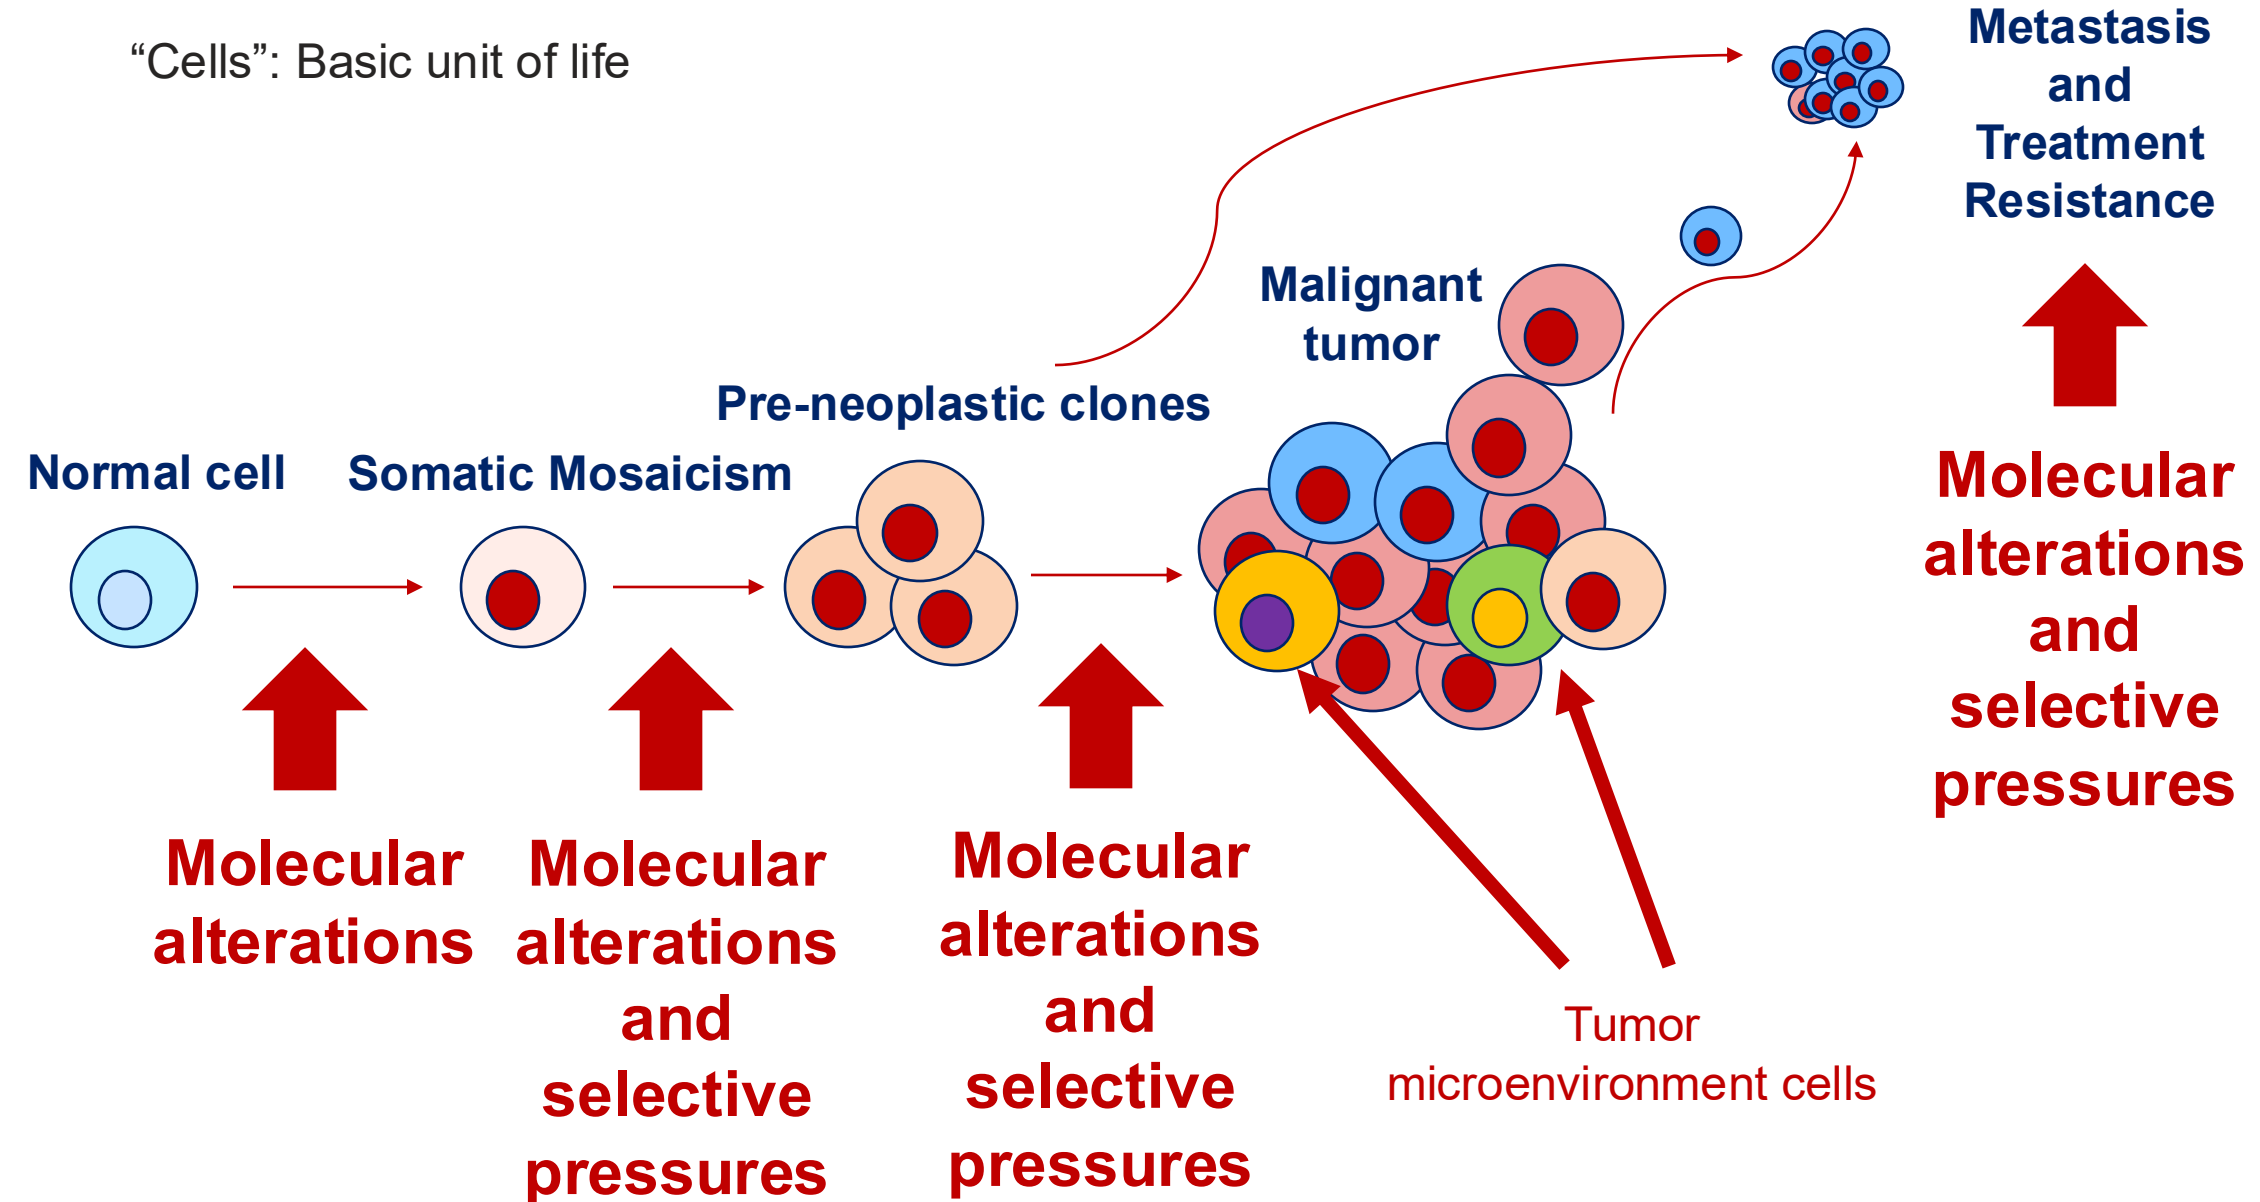 “Cells”: Basic unit of life
Metastasis
and
Treatment
Resistance
Malignant
tumor
Pre-neoplastic clones
Normal cell
Somatic Mosaicism
Molecular
alterations
Molecular
alterations
and
selective
pressures
Molecular
alterations
and
selective
pressures
Tumor
microenvironment cells
Molecular
alterations
and
selective
pressures